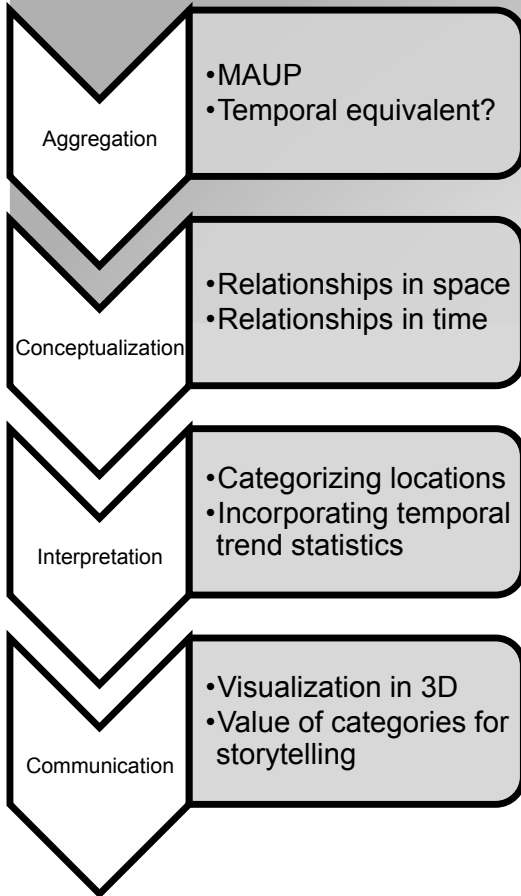 Aggregation
•MAUP
•Temporal equivalent?
Conceptualization
•Relationships in space
•Relationships in time
Interpretation
•Categorizing locations
•Incorporating temporal
trend statistics
Communication
•Visualization in 3D
•Value of categories for
storytelling